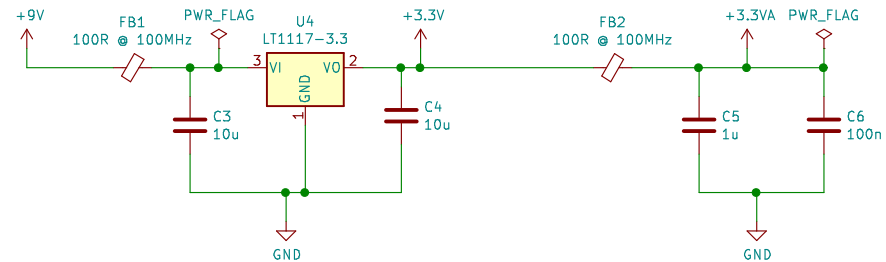 +9V
FB1
100R @ 100MHz
PWR_FLAG
U4
LT1117-3.3
3
VI
VO
2
GND
1
+3.3V
C3
10u
C4
10u
GND
FB2
100R @ 100MHz
+3.3VA
PWR_FLAG
C5
1u
C6
100n
GND